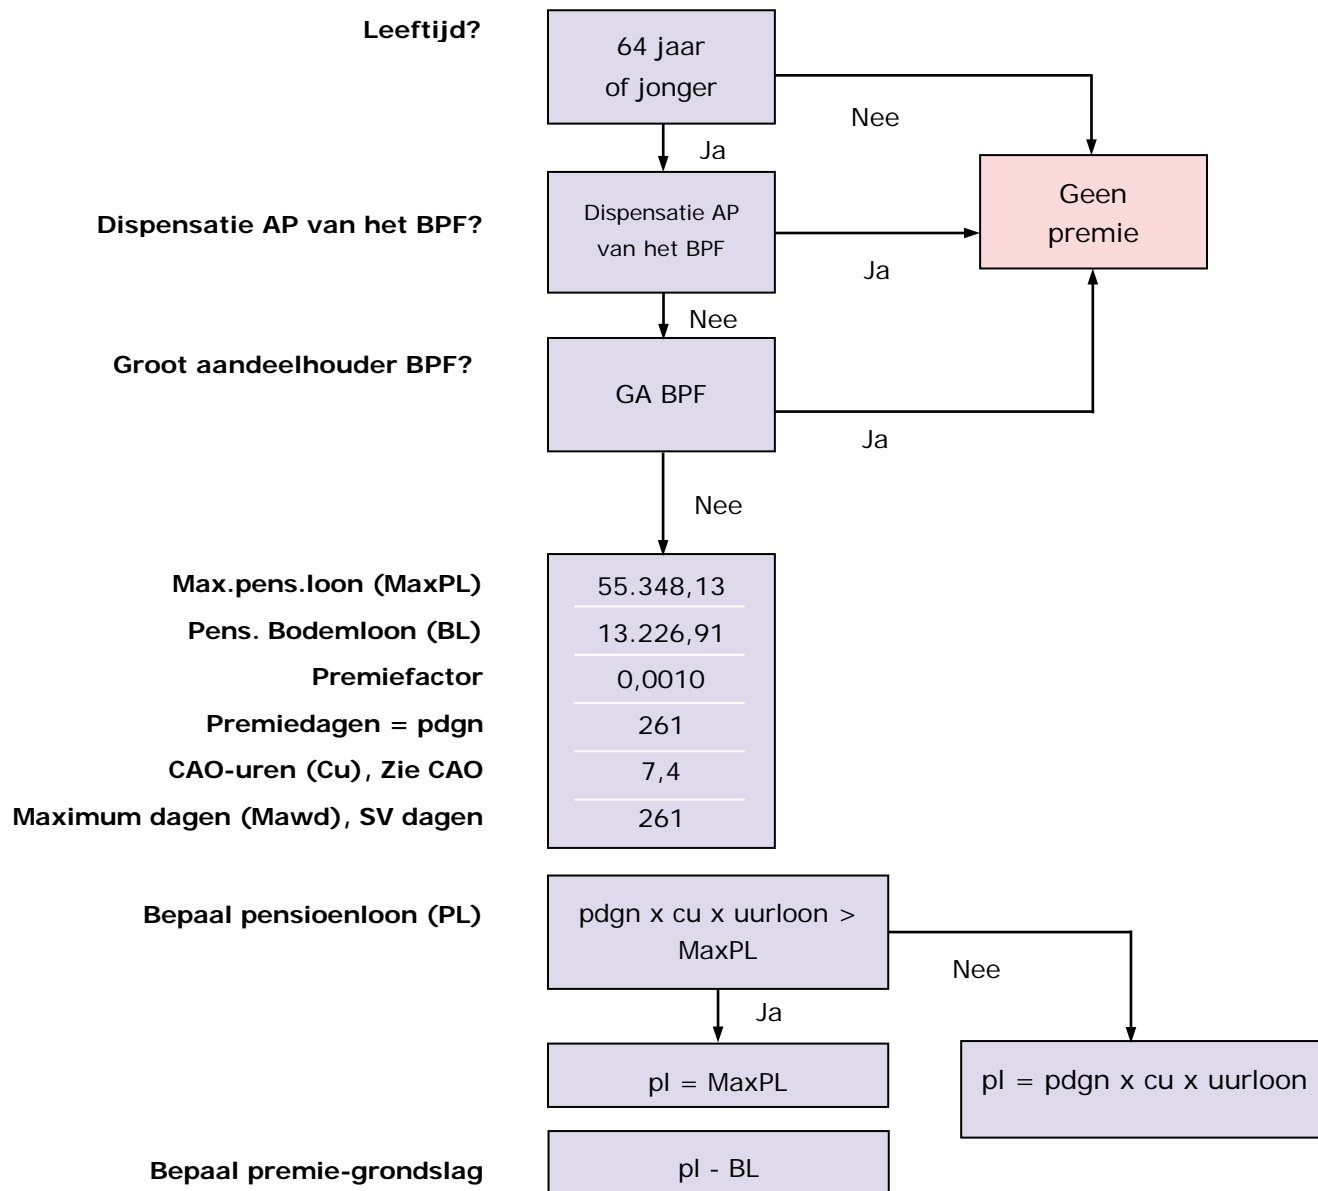 Leeftijd?
64 jaar
of jonger
Nee
Ja
Geen
premie
Dispensatie AP van het BPF?
Dispensatie AP
van het BPF
Ja
Nee
Groot aandeelhouder BPF?
GA BPF
Ja
Nee
Max.pens.loon (MaxPL)
55.348,13
Pens. Bodemloon (BL)
13.226,91
Premiefactor
0,0010
Premiedagen = pdgn
261
CAO-uren (Cu), Zie CAO
7,4
Maximum dagen (Mawd), SV dagen
261
Bepaal pensioenloon (PL)
pdgn x cu x uurloon >
MaxPL
Nee
Ja
pl = MaxPL
pl = pdgn x cu x uurloon
Bepaal premie-grondslag
pl - BL